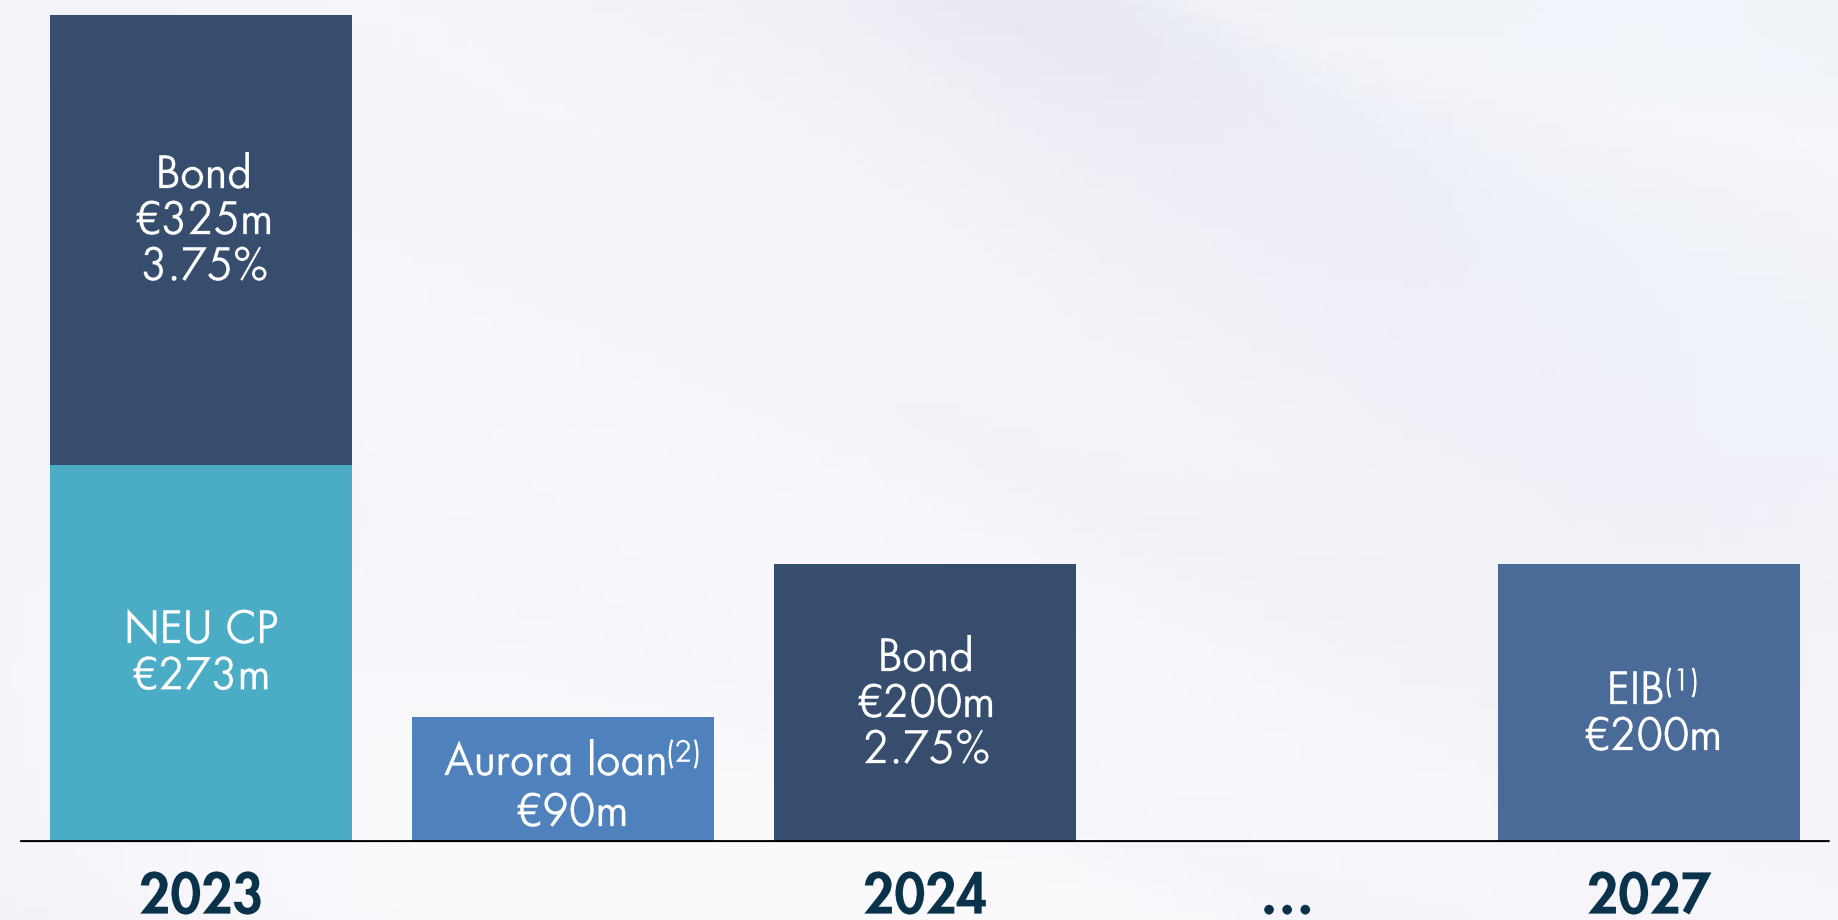 Bond
€325m
3.75%
NEU CP
€273m
Aurora loan(2)
€90m
Bond
€200m
2.75%
EIB(1)
€200m
2023
2024
...
2027